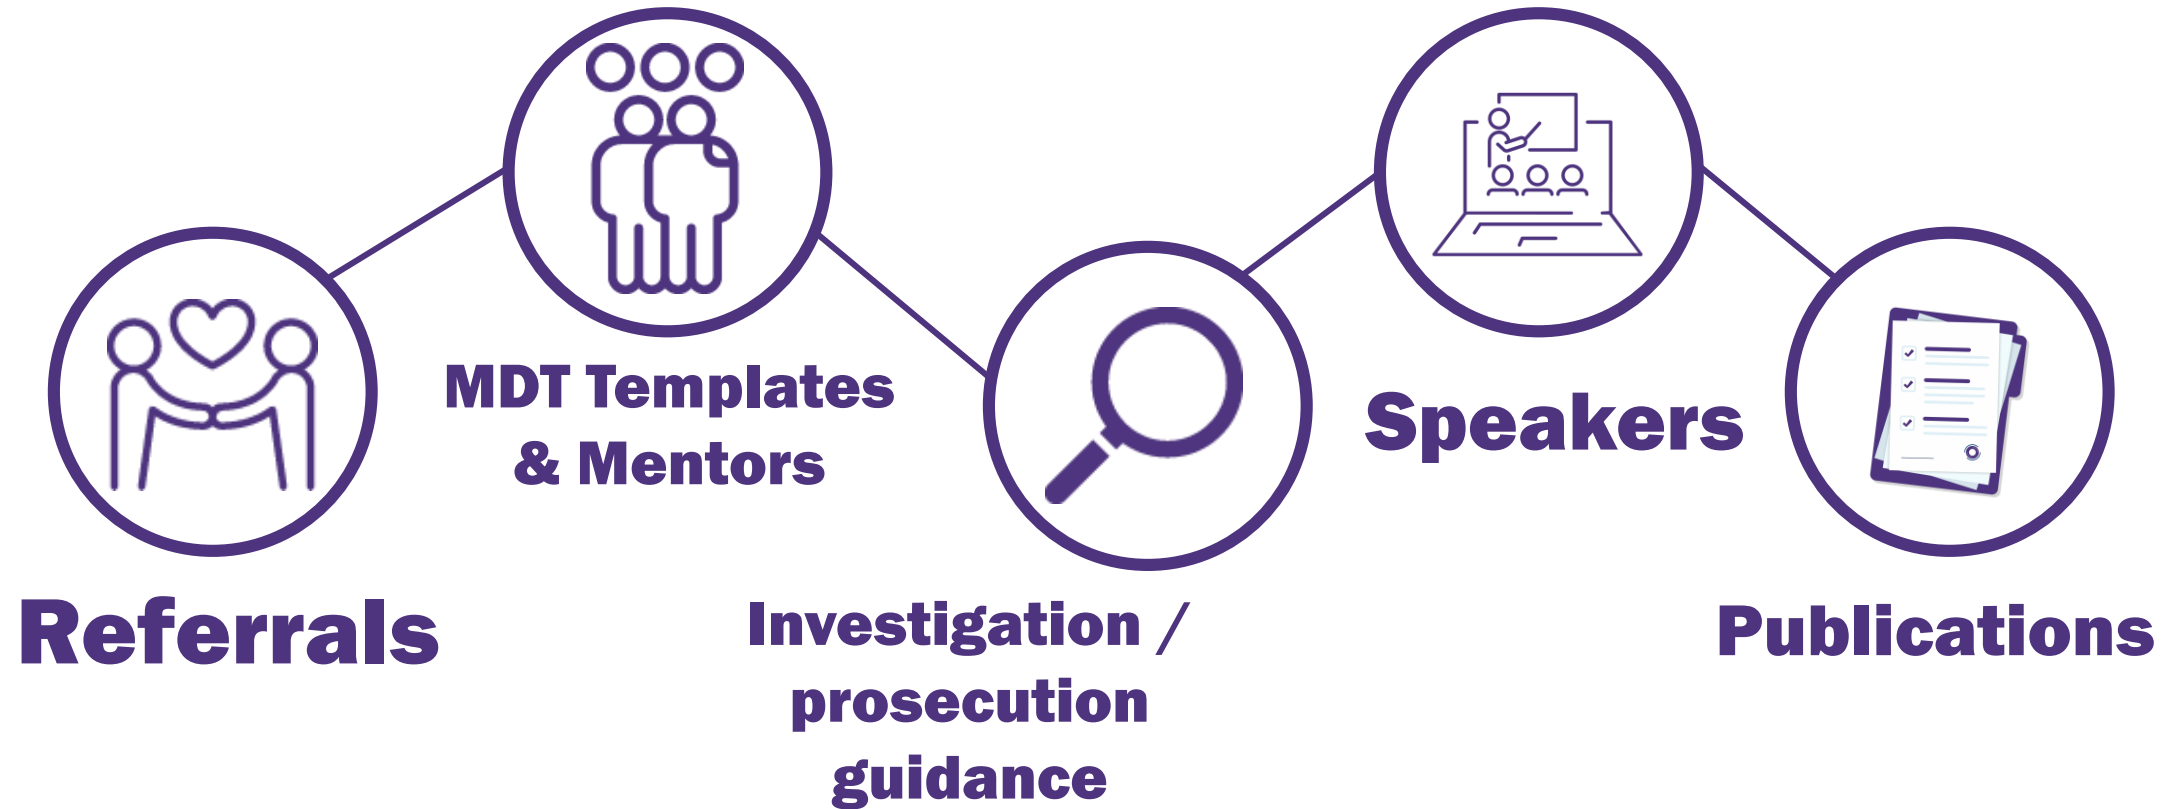 Referrals
MDT Templates
& Mentors
Investigation /
prosecution
guidance
Speakers
Publications